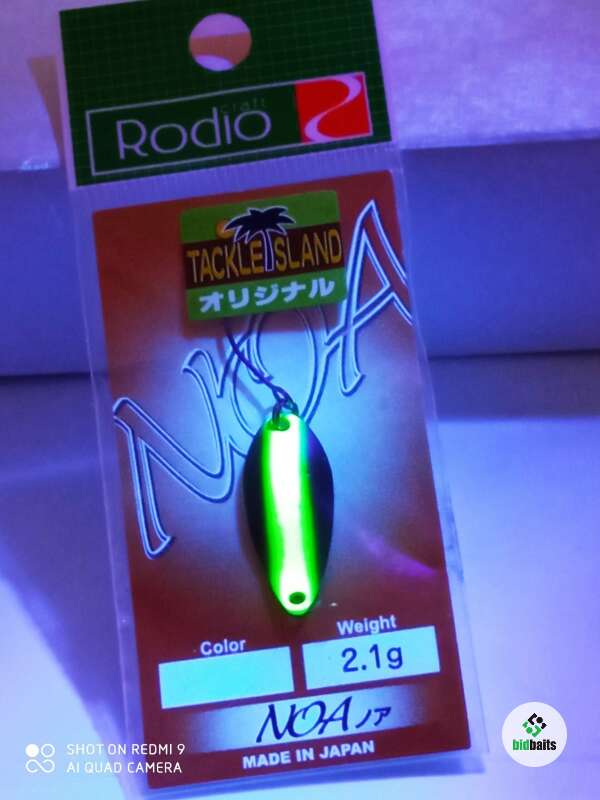 craft
Rodio
TACKLE ISLAND
オリジナル
NOA
Color
Weight
2.1g
NOA ノア
MADE IN JAPAN
SHOT ON REDMI 9
AI QUAD CAMERA
bidbaits